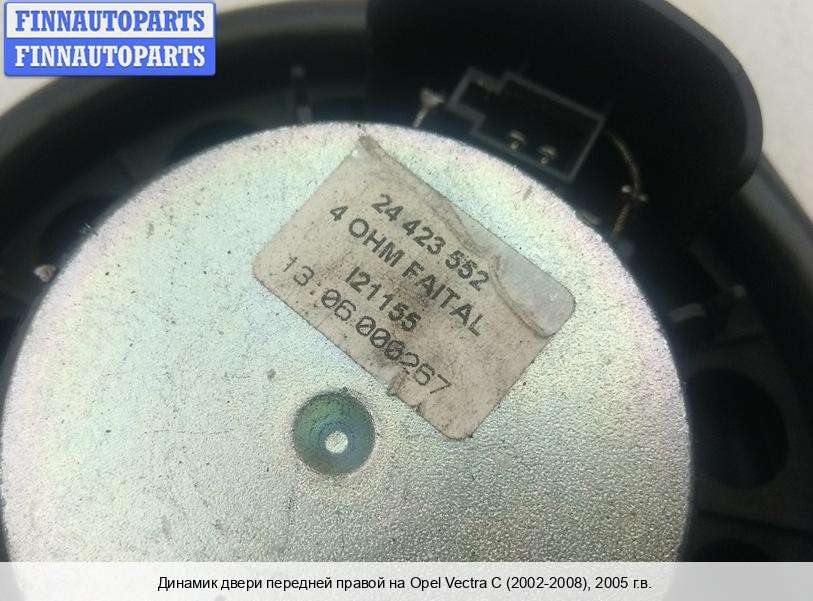 FINNAUTOPARTS
FINNAUTOPARTS
24 423 552
4 OHM FAITAL
I21155
13 06 000267
Динамик двери передней правой на Opel Vectra C (2002-2008), 2005 г.в.